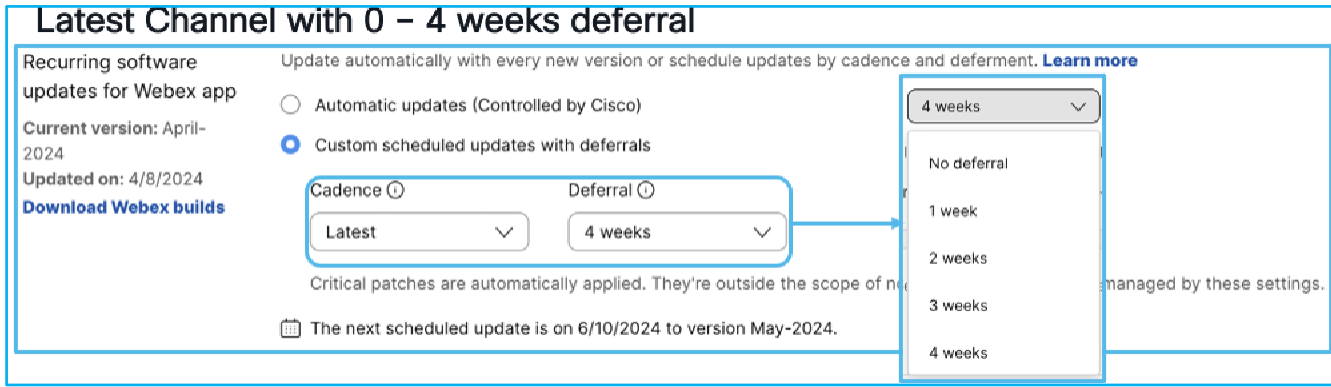 Latest Channel with 0 – 4 weeks deferral
Recurring software
updates for Webex app
Current version: April-
2024
Updated on: 4/8/2024
Download Webex builds
Update automatically with every new version or schedule updates by cadence and deferment. Learn more
Automatic updates (Controlled by Cisco)
Custom scheduled updates with deferrals
Cadence
Deferral
Latest
4 weeks
Critical patches are automatically applied. They're outside the scope of managed by these settings.
The next scheduled update is on 6/10/2024 to version May-2024.
4 weeks
No deferral
1 week
2 weeks
3 weeks
4 weeks